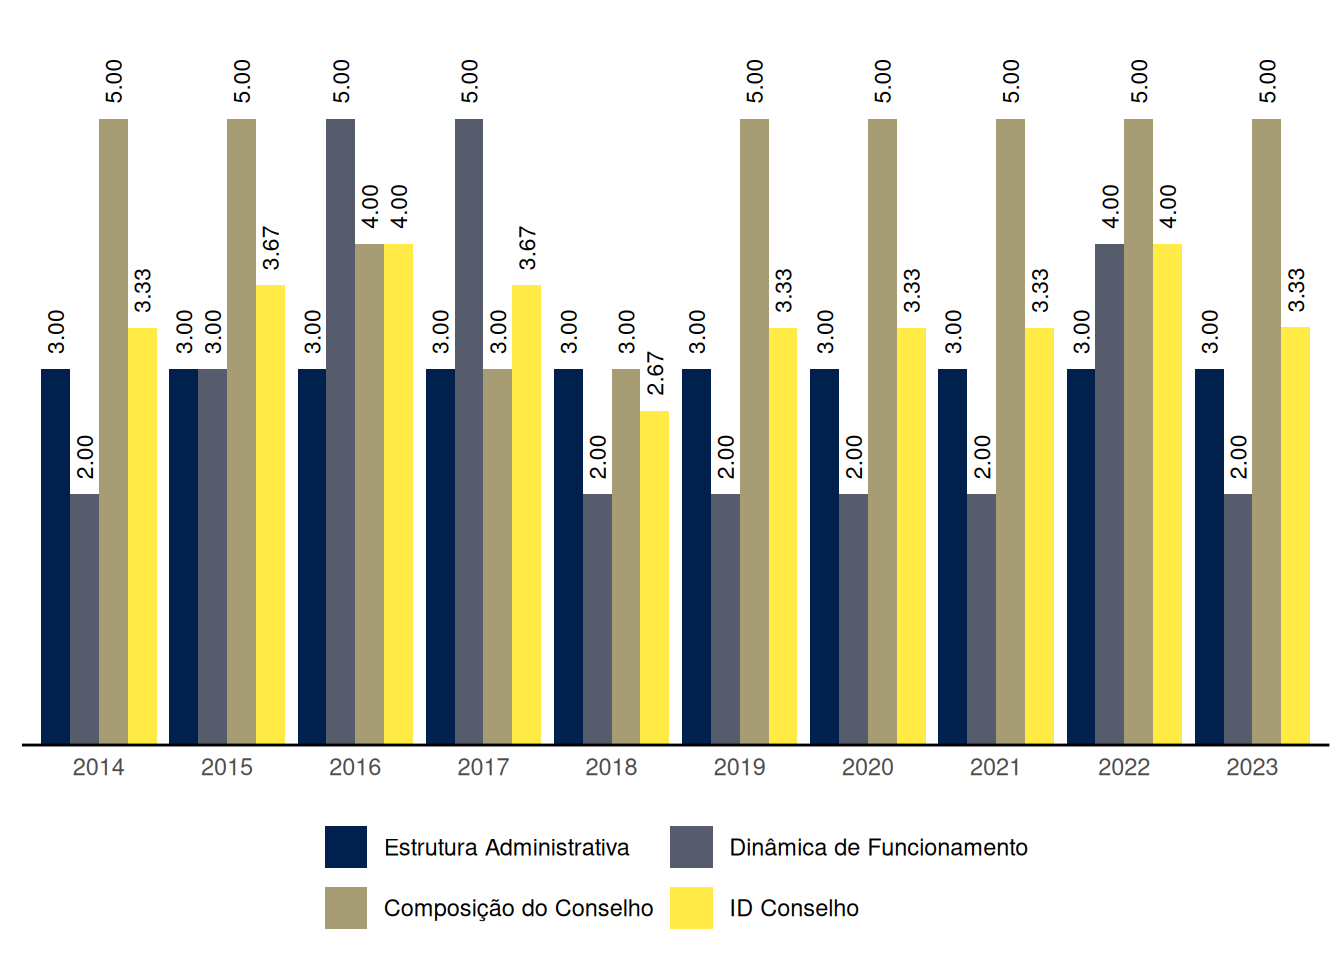 5.00 5.00 5.00 5.00 5.00 5.00 5.00 5.00 5.00
4.00 4.00 4.00 4.00
3.67 3.67
3.33 3.33 3.33 3.33 3.33
3.00 3.00 3.00 3.00 3.00 3.00 3.00 3.00 3.00 3.00 3.00 3.00 3.00
2.67
2.00 2.00 2.00 2.00 2.00 2.00
2014 2015 2016 2017 2018 2019 2020 2021 2022 2023
Estrutura Administrativa Dinâmica de Funcionamento
Composição do Conselho ID Conselho